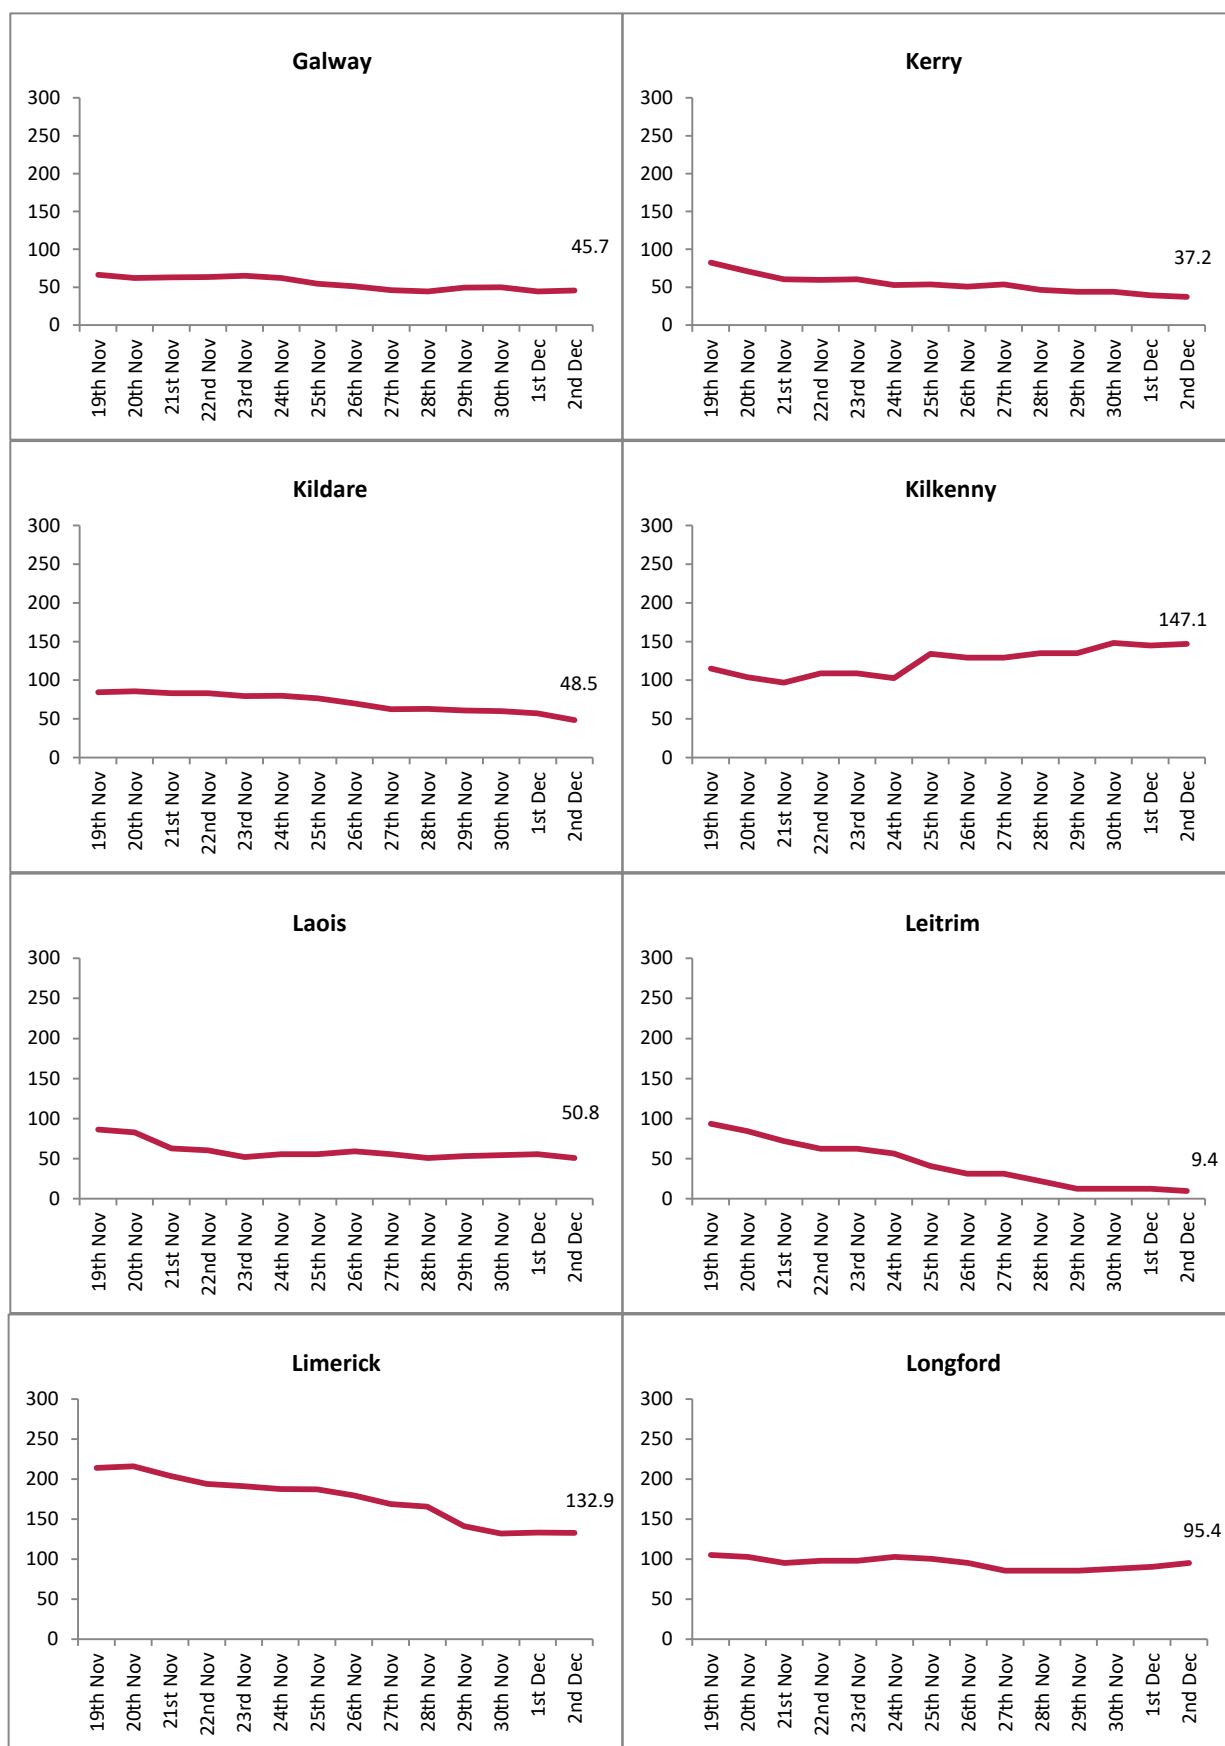 Galway
300
250
200
150
100
50
0
45.7
19th Nov
20th Nov
21st Nov
22nd Nov
23rd Nov
24th Nov
25th Nov
26th Nov
27th Nov
28th Nov
29th Nov
30th Nov
1st Dec
2nd Dec
Kerry
300
250
200
150
100
50
0
37.2
19th Nov
20th Nov
21st Nov
22nd Nov
23rd Nov
24th Nov
25th Nov
26th Nov
27th Nov
28th Nov
29th Nov
30th Nov
1st Dec
2nd Dec
Kildare
300
250
200
150
100
50
0
48.5
19th Nov
20th Nov
21st Nov
22nd Nov
23rd Nov
24th Nov
25th Nov
26th Nov
27th Nov
28th Nov
29th Nov
30th Nov
1st Dec
2nd Dec
Kilkenny
300
250
200
150
100
50
0
147.1
19th Nov
20th Nov
21st Nov
22nd Nov
23rd Nov
24th Nov
25th Nov
26th Nov
27th Nov
28th Nov
29th Nov
30th Nov
1st Dec
2nd Dec
Laois
300
250
200
150
100
50
0
50.8
19th Nov
20th Nov
21st Nov
22nd Nov
23rd Nov
24th Nov
25th Nov
26th Nov
27th Nov
28th Nov
29th Nov
30th Nov
1st Dec
2nd Dec
Leitrim
300
250
200
150
100
50
0
9.4
19th Nov
20th Nov
21st Nov
22nd Nov
23rd Nov
24th Nov
25th Nov
26th Nov
27th Nov
28th Nov
29th Nov
30th Nov
1st Dec
2nd Dec
Limerick
300
250
200
150
100
50
0
132.9
19th Nov
20th Nov
21st Nov
22nd Nov
23rd Nov
24th Nov
25th Nov
26th Nov
27th Nov
28th Nov
29th Nov
30th Nov
1st Dec
2nd Dec
Longford
300
250
200
150
100
50
0
95.4
19th Nov
20th Nov
21st Nov
22nd Nov
23rd Nov
24th Nov
25th Nov
26th Nov
27th Nov
28th Nov
29th Nov
30th Nov
1st Dec
2nd Dec